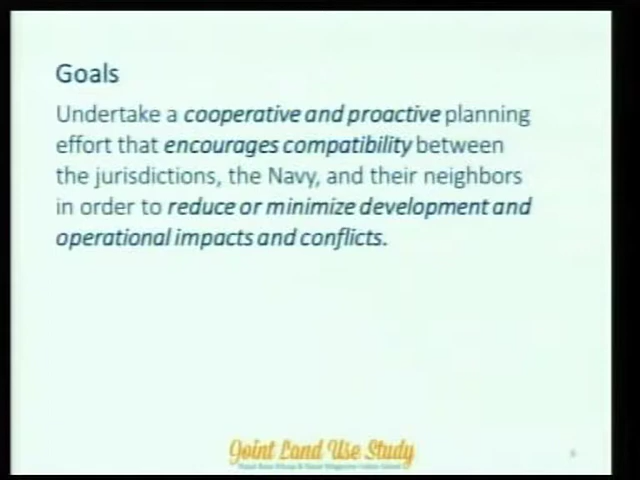 Goals
Undertake a cooperative and proactive planning
effort that encourages compatibility between
the jurisdictions, the Navy, and their neighbors
in order to reduce or minimize development and
operational impacts and conflicts.
Joint Land Use Study